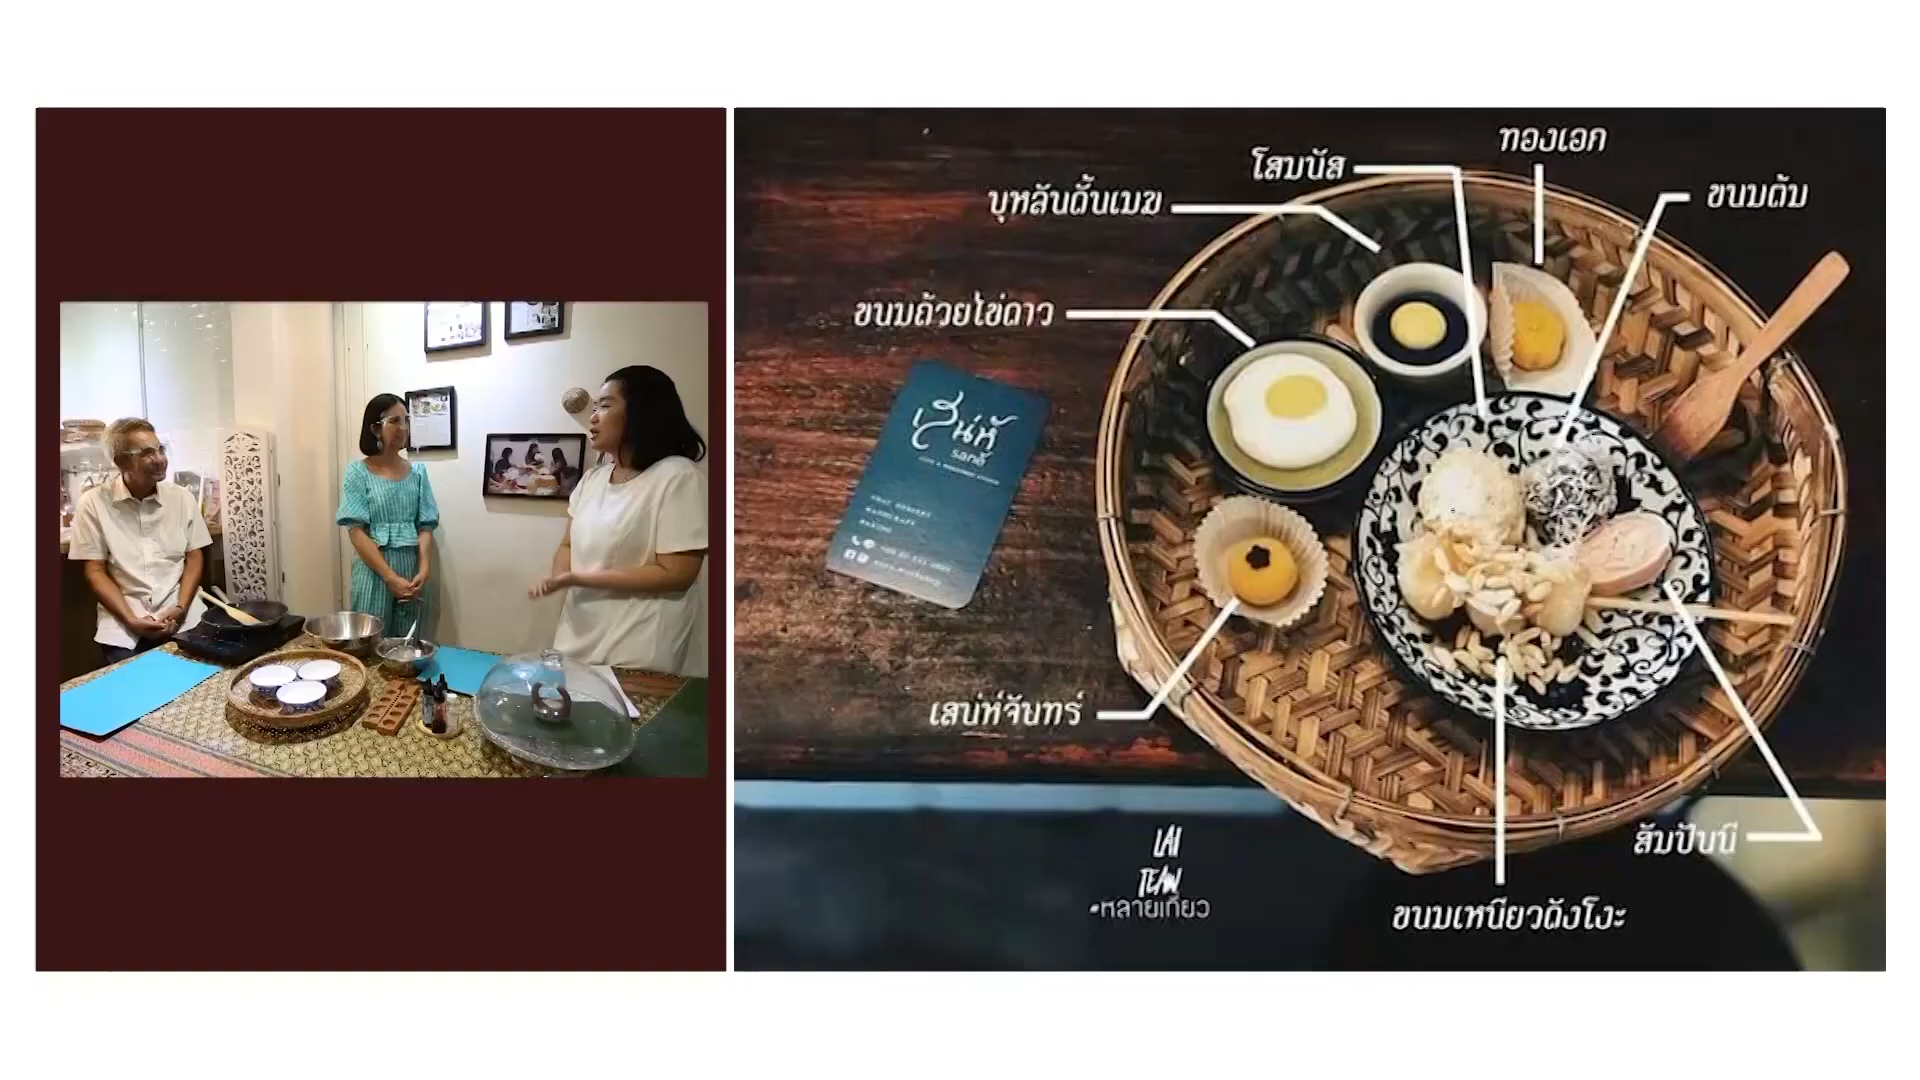 ทองเอก
โสมนัส
ขนมต้ม
บุหลันดั้นเมฆ
ขนมถ้วยไข่ดาว
เสน่ห์
sanæ
เสน่ห์จันทร์
สัมปันนี
ขนมเหนียวดังโงะ
LAI
TEAW
#หลายเที่ยว